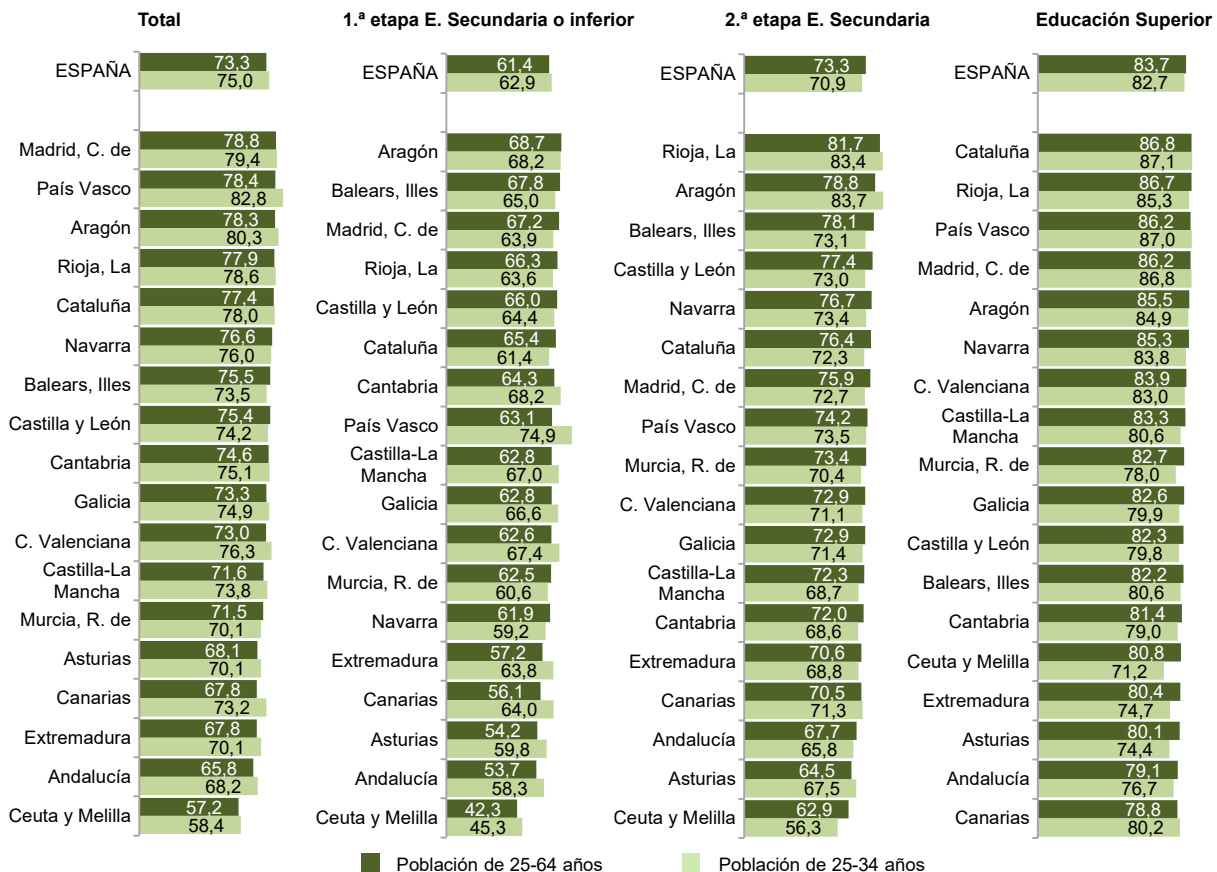 Total
ESPAÑA
73,3
75,0
Madrid, C. de
78,8
79,4
País Vasco
78,4
82,8
Aragón
78,3
80,3
Rioja, La
77,9
78,6
Cataluña
77,4
78,0
Navarra
76,6
76,0
Balears, Illes
75,5
73,5
Castilla y León
75,4
74,2
Cantabria
74,6
75,1
Galicia
73,3
74,9
C. Valenciana
73,0
76,3
Castilla-La
Mancha
71,6
73,8
Murcia, R. de
71,5
70,1
Asturias
68,1
70,1
Canarias
67,8
73,2
Extremadura
67,8
70,1
Andalucía
65,8
68,2
Ceuta y Melilla
57,2
58,4
1.ª etapa E. Secundaria o inferior
ESPAÑA
61,4
62,9
Aragón
68,7
68,2
Balears, Illes
67,8
65,0
Madrid, C. de
67,2
63,9
Rioja, La
66,3
63,6
Castilla y León
66,0
64,4
Cataluña
65,4
61,4
Cantabria
64,3
68,2
País Vasco
63,1
74,9
Castilla-La
Mancha
62,8
67,0
Galicia
62,8
66,6
C. Valenciana
62,6
67,4
Murcia, R. de
62,5
60,6
Navarra
61,9
59,2
Extremadura
57,2
63,8
Canarias
56,1
64,0
Asturias
54,2
59,8
Andalucía
53,7
58,3
Ceuta y Melilla
42,3
45,3
2.ª etapa E. Secundaria
ESPAÑA
73,3
70,9
Rioja, La
81,7
83,4
Aragón
78,8
83,7
Balears, Illes
78,1
73,1
Castilla y León
77,4
73,0
Navarra
76,7
73,4
Cataluña
76,4
72,3
Madrid, C. de
75,9
72,7
País Vasco
74,2
73,5
Murcia, R. de
73,4
70,4
C. Valenciana
72,9
71,1
Galicia
72,9
71,4
Castilla-La
Mancha
72,3
68,7
Cantabria
72,0
68,6
Extremadura
70,6
68,8
Canarias
70,5
71,3
Andalucía
67,7
65,8
Asturias
64,5
67,5
Ceuta y Melilla
62,9
56,3
Educación Superior
ESPAÑA
83,7
82,7
Cataluña
86,8
87,1
Rioja, La
86,7
85,3
País Vasco
86,2
87,0
Madrid, C. de
86,2
86,8
Aragón
85,5
84,9
Navarra
85,3
83,8
C. Valenciana
83,9
83,0
Castilla-La
Mancha
83,3
80,6
Murcia, R. de
82,7
78,0
Galicia
82,6
79,9
Castilla y León
82,3
79,8
Balears, Illes
82,2
80,6
Cantabria
81,4
79,0
Ceuta y Melilla
80,8
71,2
Extremadura
80,4
74,7
Asturias
80,1
74,4
Andalucía
79,1
76,7
Canarias
78,8
80,2
Población de 25-64 años
Población de 25-34 años